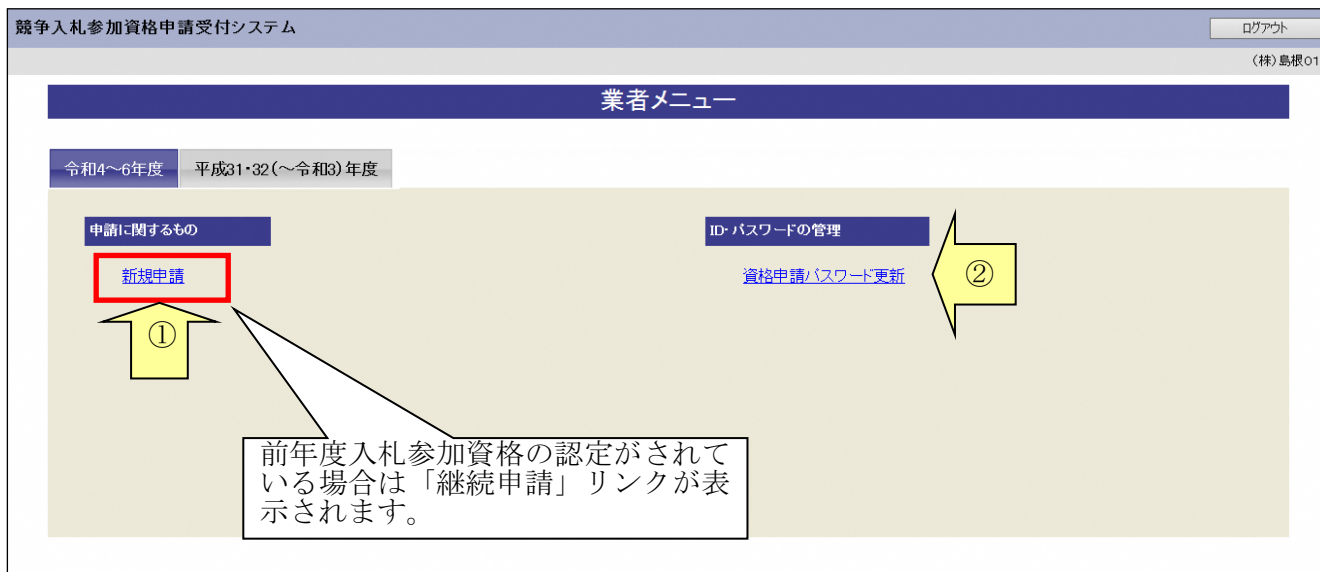 競争入札参加資格申請受付システム
ログアウト
(株)島根01
業者メニュー
令和4～6年度
平成31・32(～令和3)年度
申請に関するもの
ID・パスワードの管理
新規申請
資格申請パスワード更新
②
①
前年度入札参加資格の認定がされて
いる場合は「継続申請」リンクが表
示されます。